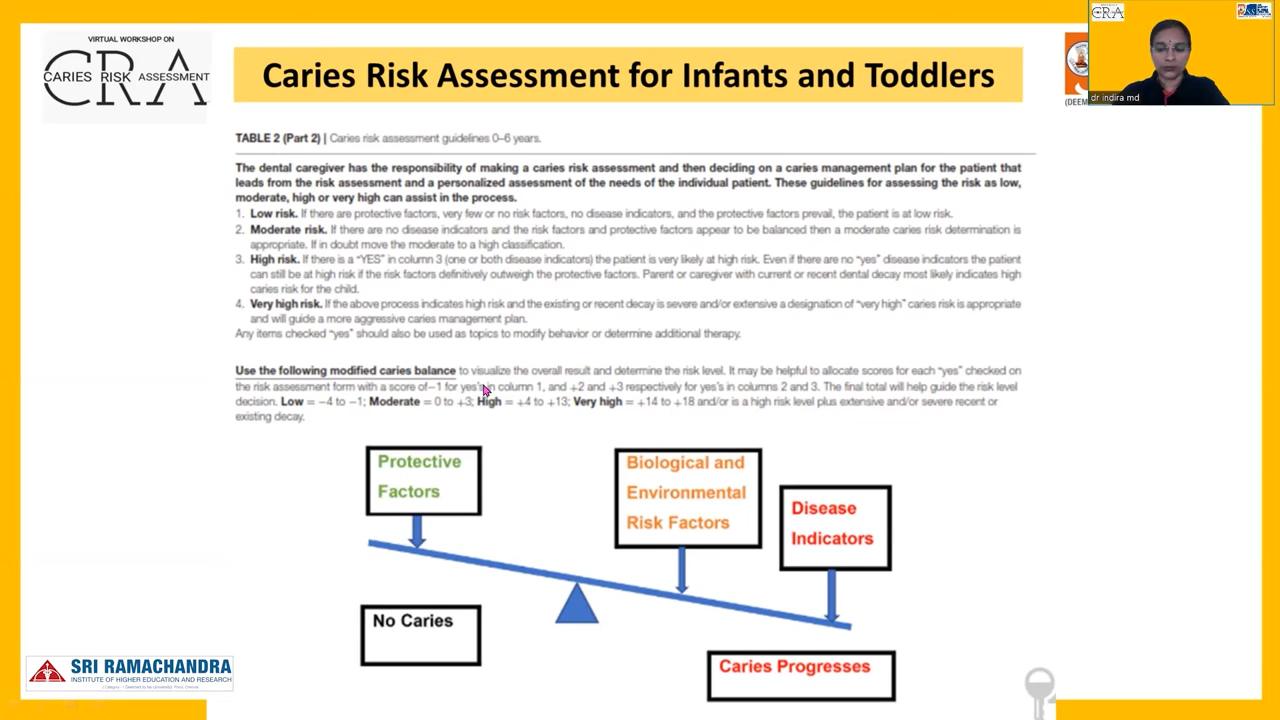 VIRTUAL WORKSHOP ON
CRA
CARIES RISK ASSESSMENT
Caries Risk Assessment for Infants and Toddlers
(DEEM
CRA
dr indira md
TABLE 2 (Part 2) | Caries risk assessment guidelines 0–6 years.
The dental caregiver has the responsibility of making a caries risk assessment and then deciding on a caries management plan for the patient that
leads from the risk assessment and a personalized assessment of the needs of the individual patient. These guidelines for assessing the risk as low,
moderate, high or very high can assist in the process.
1. Low risk. If there are protective factors, very few or no risk factors, no disease indicators, and the protective factors prevail, the patient is at low risk.
2. Moderate risk. If there are no disease indicators and the risk factors and protective factors appear to be balanced then a moderate caries risk determination is
appropriate. If in doubt move the moderate to a high classification.
3. High risk. If there is a "YES" in column 3 (one or both disease indicators) the patient is very likely at high risk. Even if there are no "yes" disease indicators the patient
can still be at high risk if the risk factors definitively outweigh the protective factors. Parent or caregiver with current or recent dental decay most likely indicates high
caries risk for the child.
4. Very high risk. If the above process indicates high risk and the existing or recent decay is severe and/or extensive a designation of "very high" caries risk is appropriate
and will guide a more aggressive caries management plan.
Any items checked "yes" should also be used as topics to modify behavior or determine additional therapy.
Use the following modified caries balance to visualize the overall result and determine the risk level. It may be helpful to allocate scores for each "yes" checked on
the risk assessment form with a score of −1 for yes's in column 1, and +2 and +3 respectively for yes's in columns 2 and 3. The final total will help guide the risk level
decision. Low = −4 to −1; Moderate = 0 to +3; High = +4 to +13; Very high = +14 to +18 and/or is a high risk level plus extensive and/or severe recent or
existing decay.
Protective
Factors
Biological and
Environmental
Risk Factors
Disease
Indicators
No Caries
Caries Progresses
SRI RAMACHANDRA
INSTITUTE OF HIGHER EDUCATION AND RESEARCH